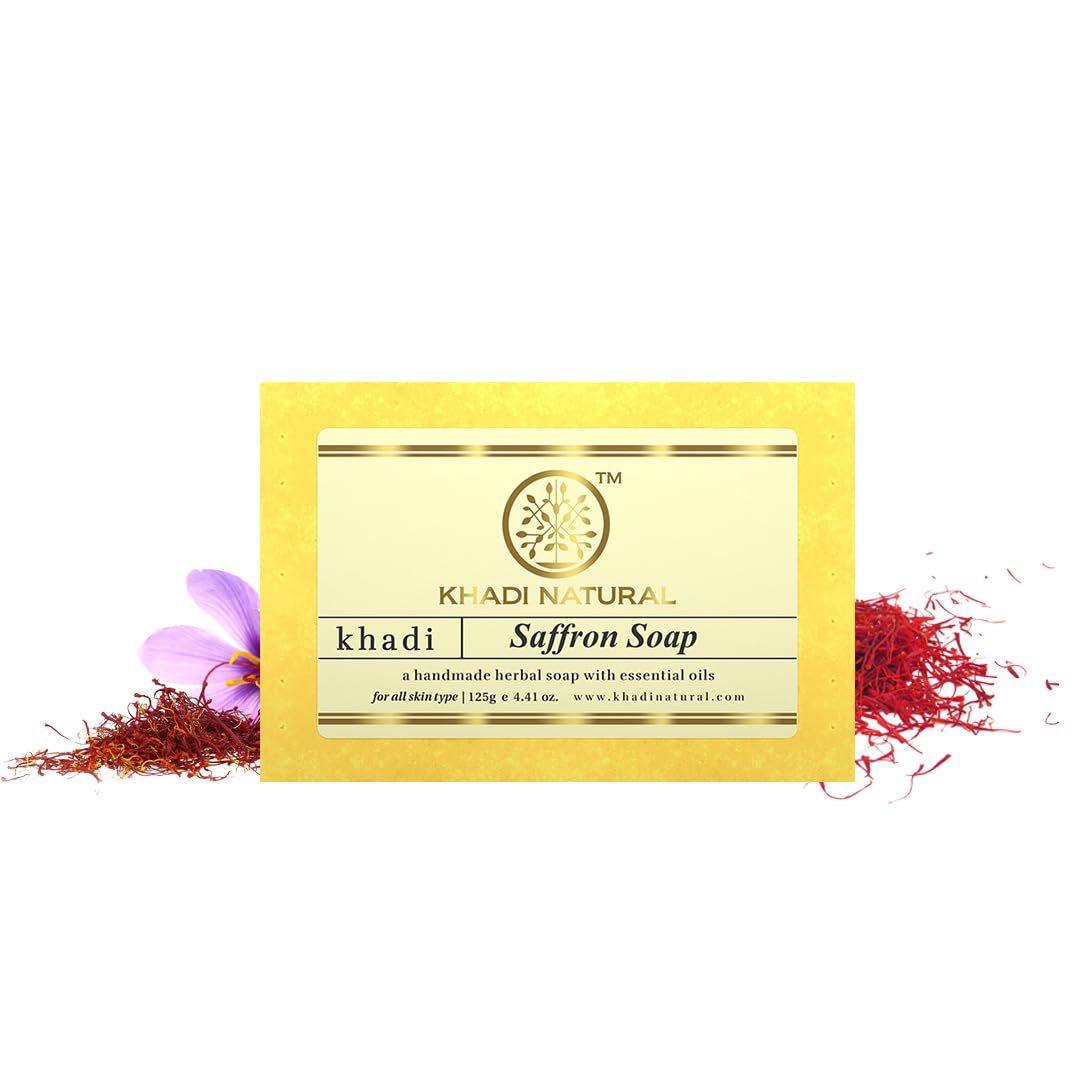 TM
KHADI NATURAL
khadi
Saffron Soap
a handmade herbal soap with essential oils
for all skin type | 125g e 4.41 oz. www.khadinatural.com